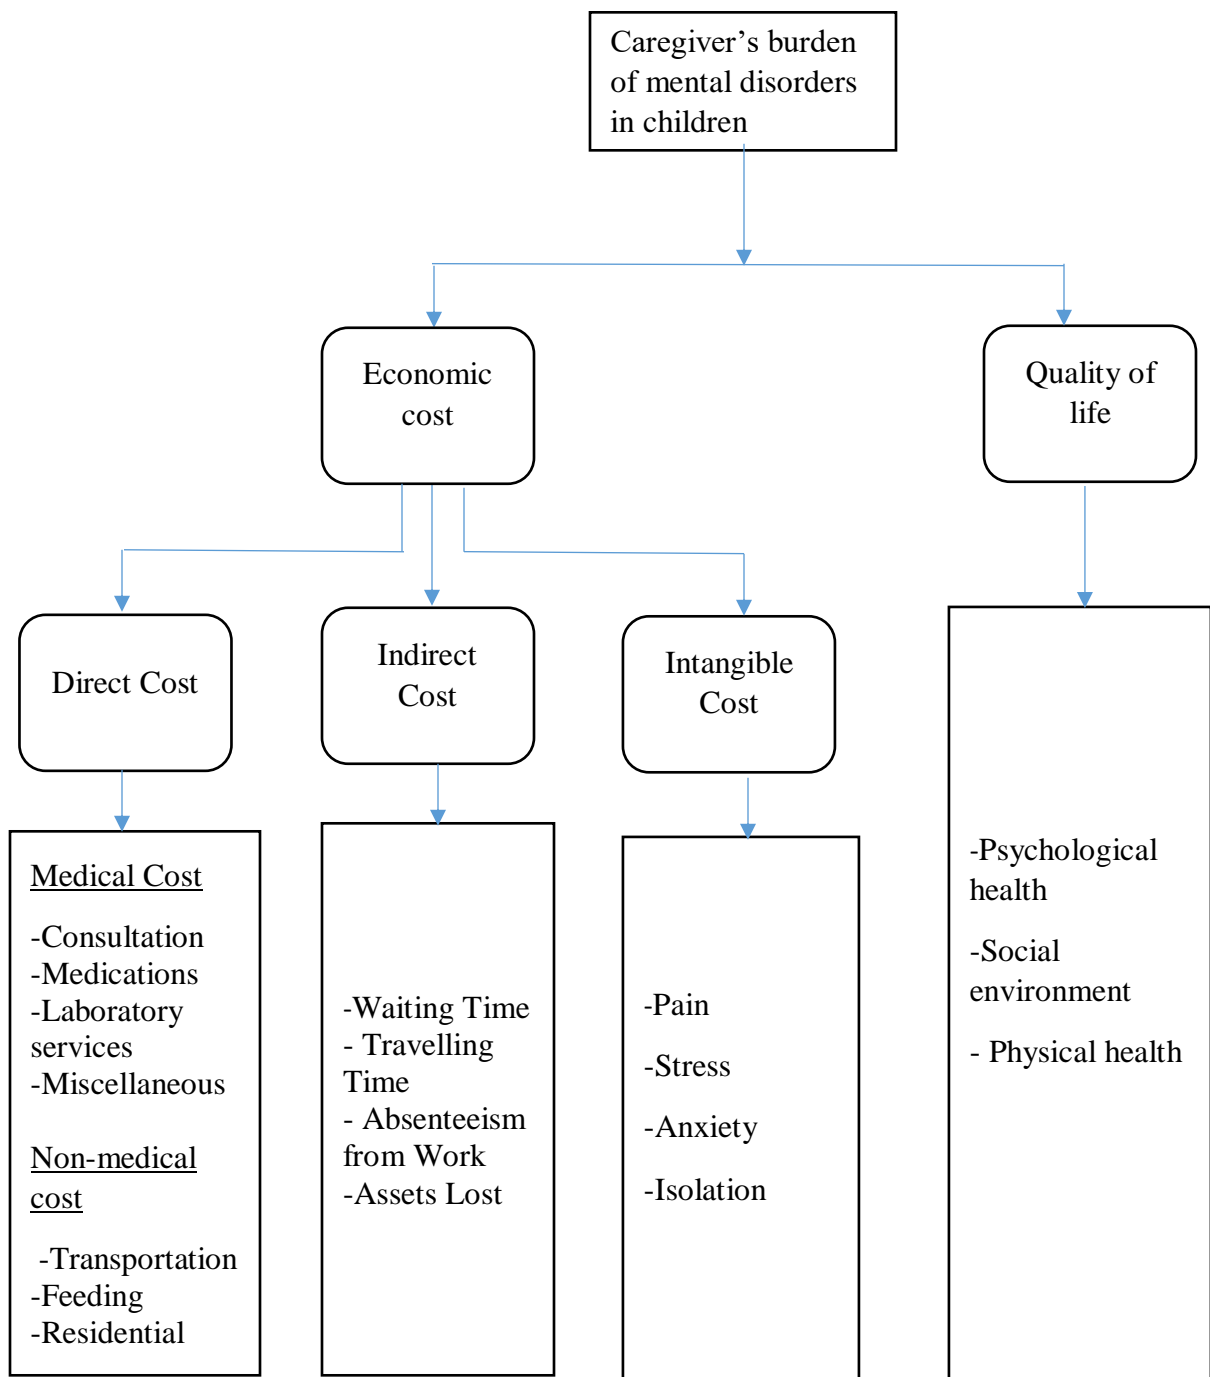 Caregiver’s burden
of mental disorders
in children
Economic
cost
Quality of
life
Direct Cost
Indirect
Cost
Intangible
Cost
Medical Cost
-Consultation
-Medications
-Laboratory
services
-Miscellaneous
Non-medical
cost
-Transportation
-Feeding
-Residential
-Waiting Time
- Travelling
Time
- Absenteeism
from Work
-Assets Lost
-Pain
-Stress
-Anxiety
-Isolation
-Psychological
health
-Social
environment
- Physical health